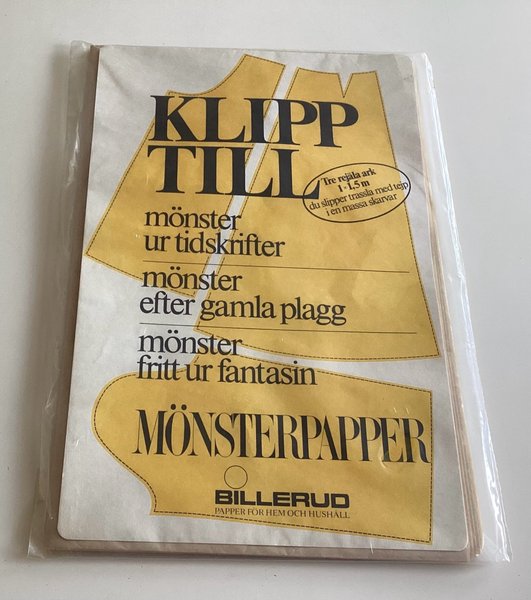 KLIPP
TILL
Tre rejäla ark
1 · 1,5 m
du slipper trassla med tejp
i en massa skarvar
mönster
ur tidskrifter
mönster
efter gamla plagg
mönster
fritt ur fantasin
MÖNSTERPAPPER
BILLERUD
PAPPER FÖR HEM OCH HUSHÅLL